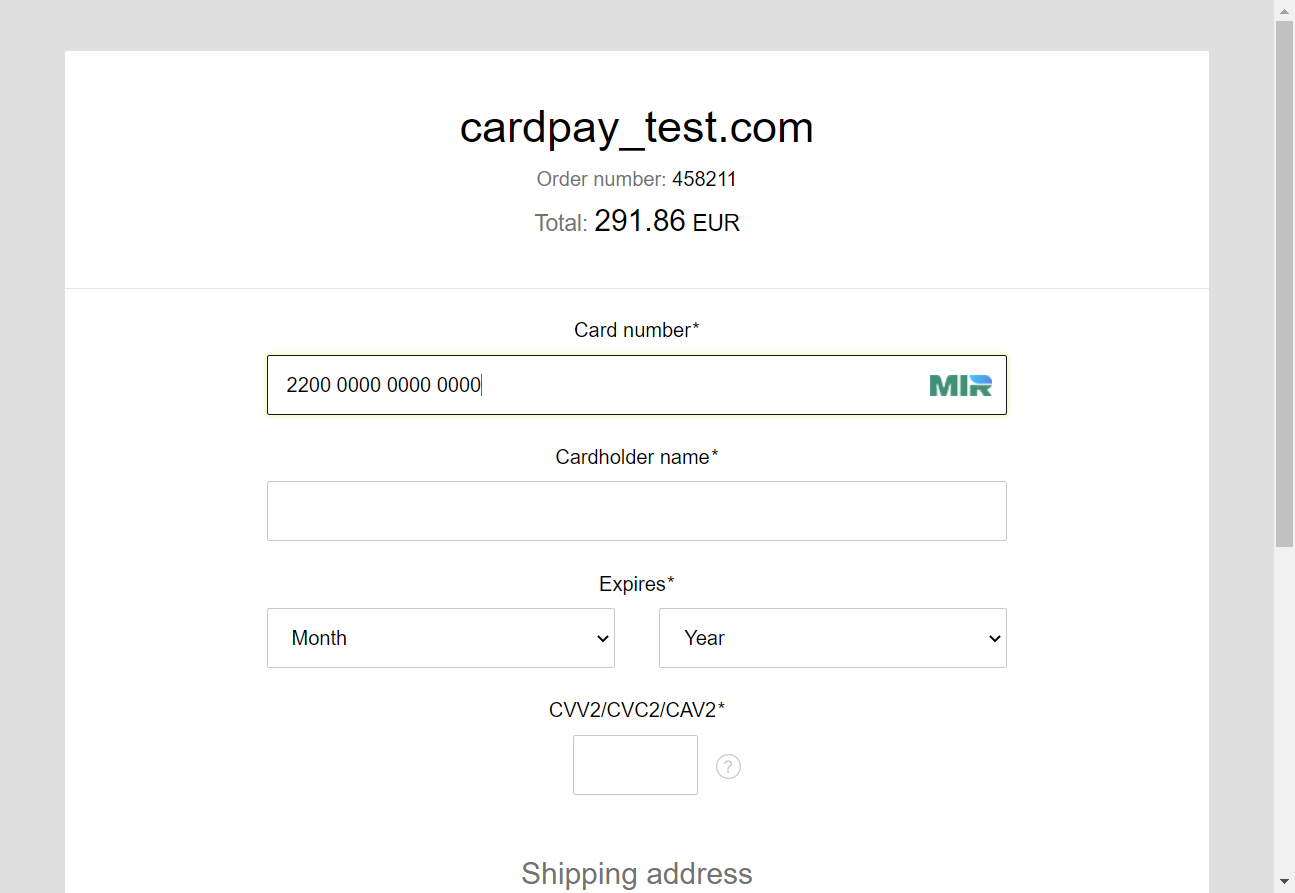 cardpay_test.com
Order number: 458211
Total: 291.86 EUR
Card number*
2200 0000 0000 0000 MIR
Cardholder name*
Expires*
Month Year
CVV2/CVC2/CAV2*
?
Shipping address